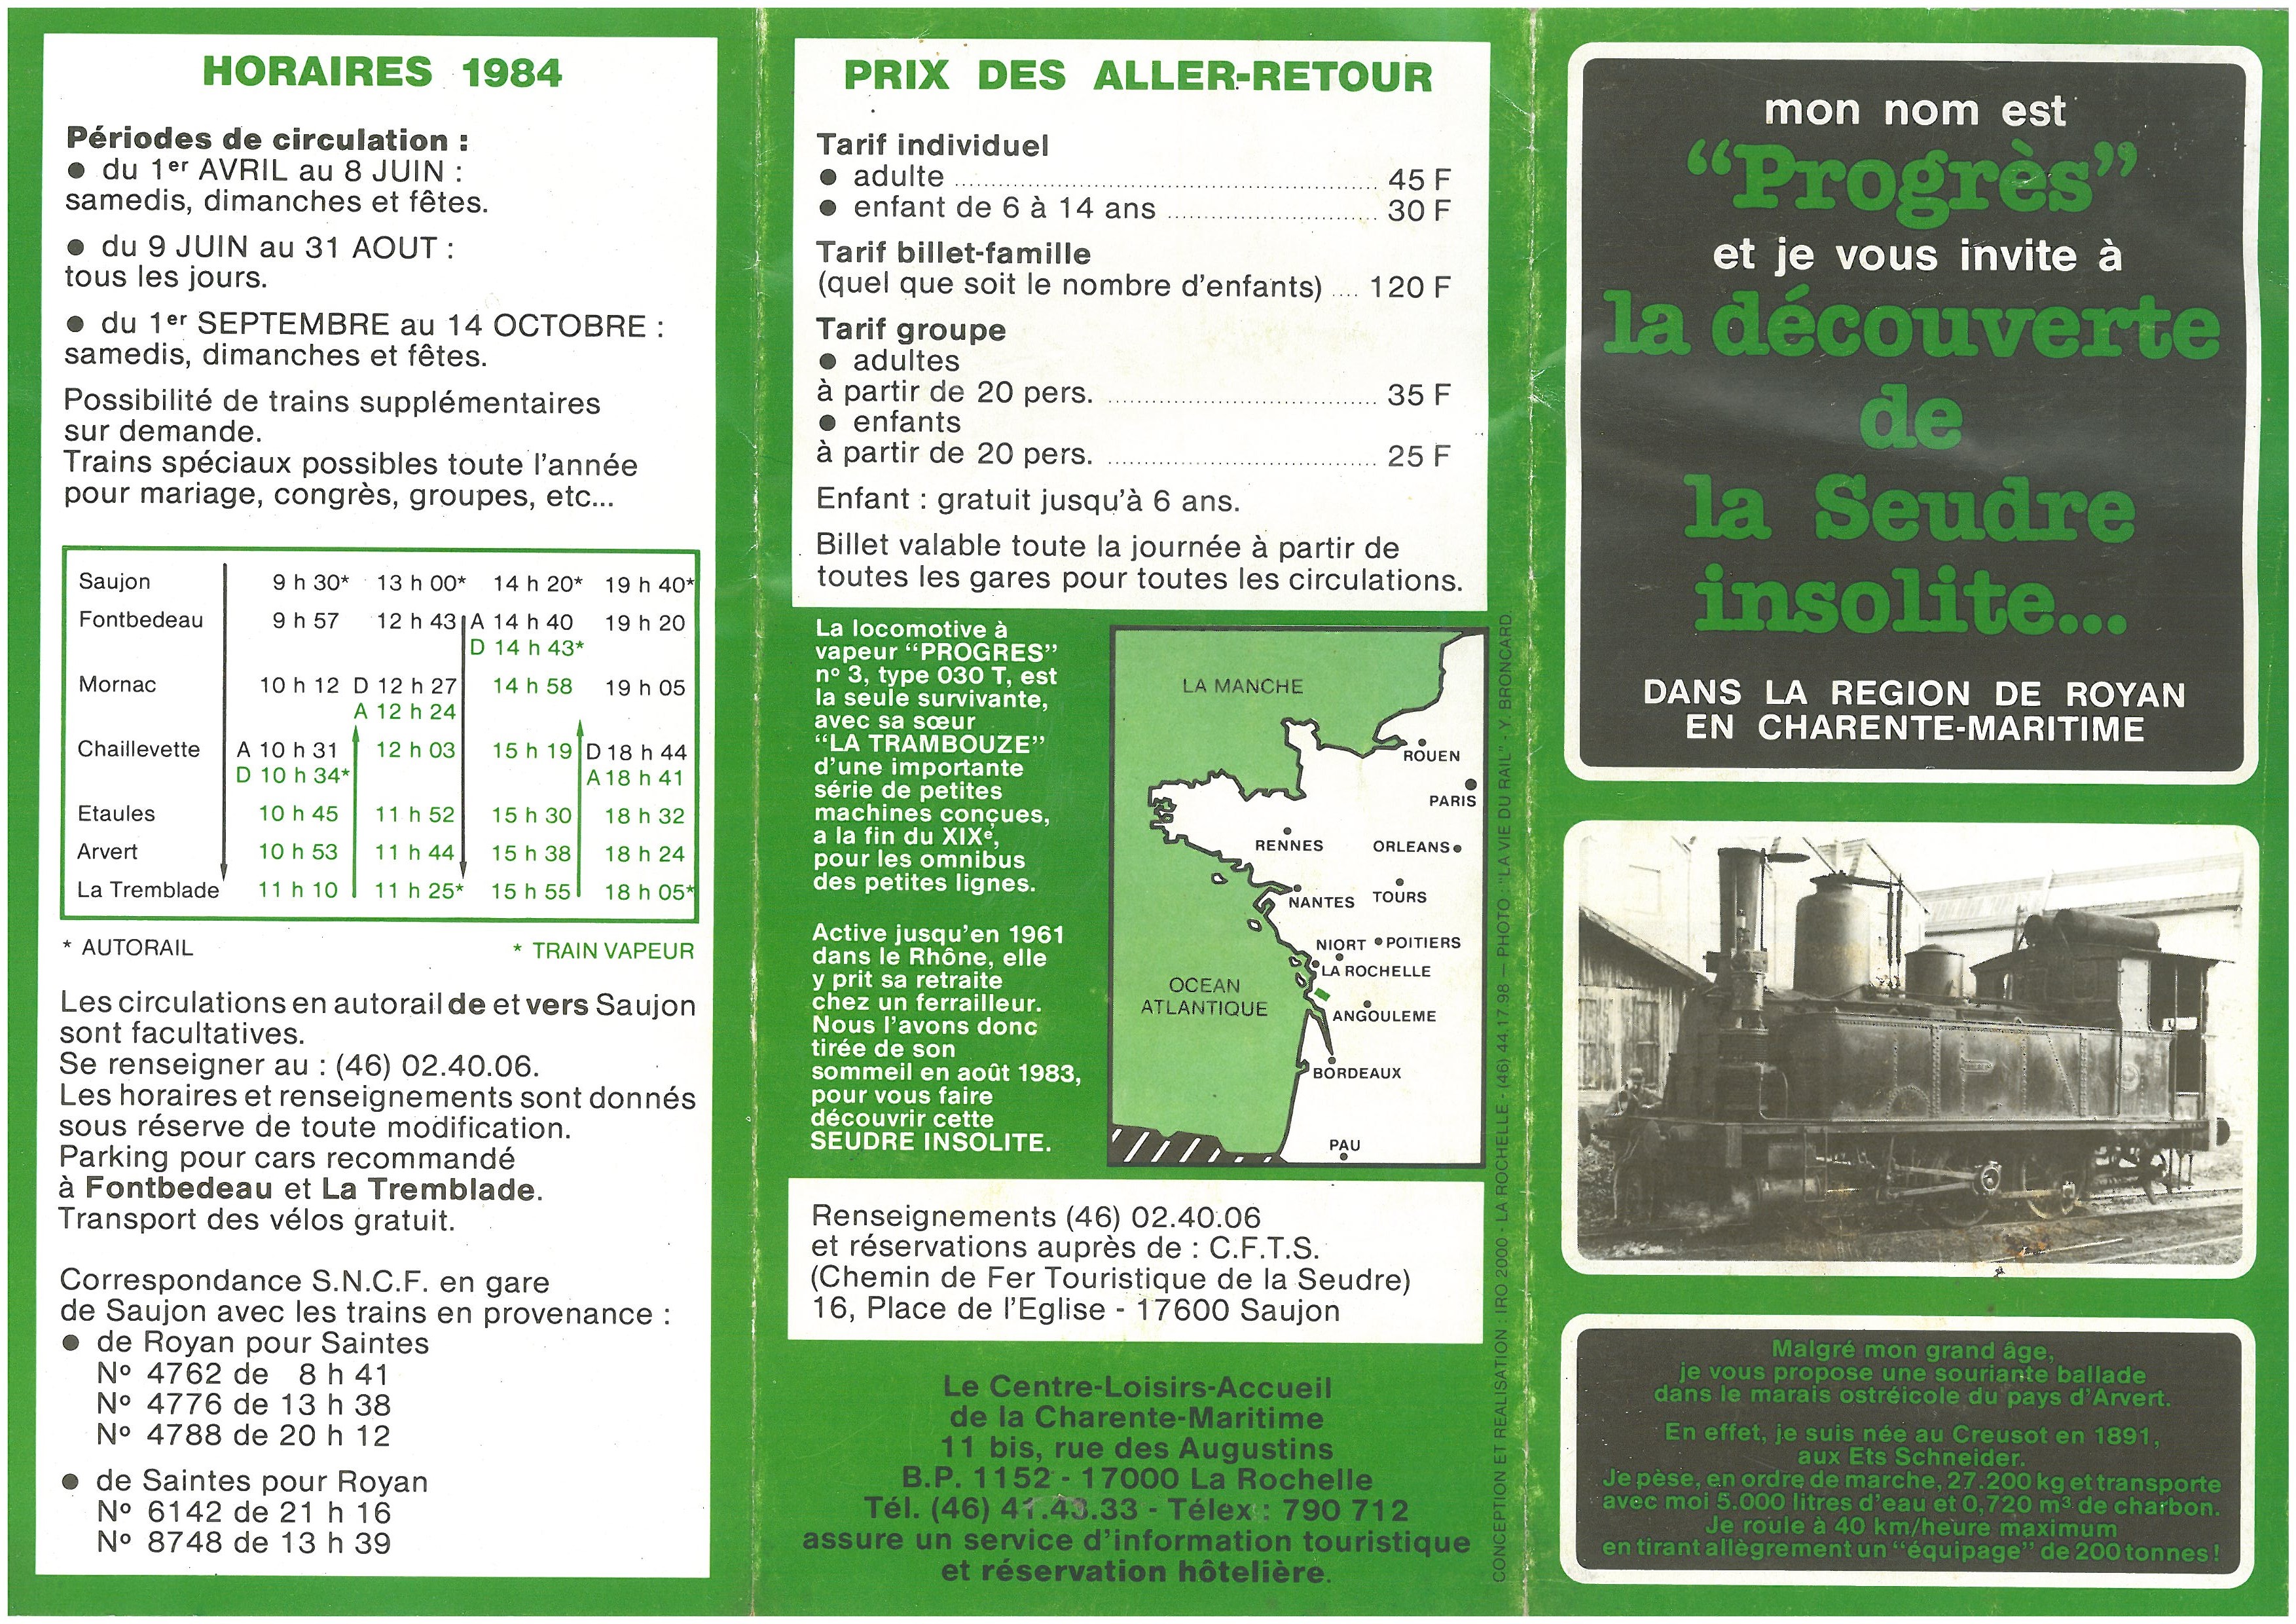 HORAIRES 1984
Périodes de circulation :
● du 1er AVRIL au 8 JUIN :
samedis, dimanches et fêtes.
● du 9 JUIN au 31 AOUT :
tous les jours.
● du 1er SEPTEMBRE au 14 OCTOBRE :
samedis, dimanches et fêtes.
Possibilité de trains supplémentaires
sur demande.
Trains spéciaux possibles toute l'année
pour mariage, congrès, groupes, etc...
Saujon 9 h 30* 13 h 00* 14 h 20* 19 h 40*
Fontbedeau 9 h 57 12 h 43 A 14 h 40 19 h 20
D 14 h 43*
Mornac 10 h 12 D 12 h 27 14 h 58 19 h 05
A 12 h 24
Chaillevette A 10 h 31 12 h 03 15 h 19 D 18 h 44
D 10 h 34* A 18 h 41
Etaules 10 h 45 11 h 52 15 h 30 18 h 32
Arvert 10 h 53 11 h 44 15 h 38 18 h 24
La Tremblade 11 h 10 11 h 25* 15 h 55 18 h 05*
* AUTORAIL * TRAIN VAPEUR
Les circulations en autorail de et vers Saujon
sont facultatives.
Se renseigner au : (46) 02.40.06.
Les horaires et renseignements sont donnés
sous réserve de toute modification.
Parking pour cars recommandé
à Fontbedeau et La Tremblade.
Transport des vélos gratuit.
Correspondance S.N.C.F. en gare
de Saujon avec les trains en provenance :
● de Royan pour Saintes
Nº 4762 de 8 h 41
Nº 4776 de 13 h 38
Nº 4788 de 20 h 12
● de Saintes pour Royan
Nº 6142 de 21 h 16
Nº 8748 de 13 h 39
PRIX DES ALLER-RETOUR
Tarif individuel
● adulte ........ 45 F
● enfant de 6 à 14 ans ........ 30 F
Tarif billet-famille
(quel que soit le nombre d'enfants) .... 120 F
Tarif groupe
● adultes
à partir de 20 pers. ........ 35 F
● enfants
à partir de 20 pers. ........ 25 F
Enfant : gratuit jusqu'à 6 ans.
Billet valable toute la journée à partir de
toutes les gares pour toutes les circulations.
La locomotive à
vapeur “PROGRES”
nº 3, type 030 T, est
la seule survivante,
avec sa sœur
“LA TRAMBOUZE”
d'une importante
série de petites
machines conçues,
a la fin du XIXe,
pour les omnibus
des petites lignes.
Active jusqu'en 1961
dans le Rhône, elle
y prit sa retraite
chez un ferrailleur.
Nous l'avons donc
tirée de son
sommeil en août 1983,
pour vous faire
découvrir cette
SEUDRE INSOLITE.
LA MANCHE
ROUEN
PARIS
RENNES
ORLEANS
NANTES
TOURS
NIORT
POITIERS
LA ROCHELLE
OCEAN
ATLANTIQUE
ANGOULEME
BORDEAUX
PAU
Renseignements (46) 02.40.06
et réservations auprès de : C.F.T.S.
(Chemin de Fer Touristique de la Seudre)
16, Place de l'Eglise - 17600 Saujon
Le Centre-Loisirs-Accueil
de la Charente-Maritime
11 bis, rue des Augustins
B.P. 1152 - 17000 La Rochelle
Tél. (46) 41.43.33 - Télex : 790 712
assure un service d'information touristique
et réservation hôtelière.
CONCEPTION ET REALISATION : IRO 2000 - LA ROCHELLE - (46) 44 17.98 — PHOTO : “LA VIE DU RAIL” - Y. BRONCARD
mon nom est
“Progrès”
et je vous invite à
la découverte
de
la Seudre
insolite...
DANS LA REGION DE ROYAN
EN CHARENTE-MARITIME
Malgré mon grand âge,
je vous propose une souriante ballade
dans le marais ostréicole du pays d'Arvert.
En effet, je suis née au Creusot en 1891,
aux Ets Schneider.
Je pèse, en ordre de marche, 27.200 kg et transporte
avec moi 5.000 litres d'eau et 0,720 m³ de charbon.
Je roule à 40 km/heure maximum
en tirant allègrement un “équipage” de 200 tonnes !